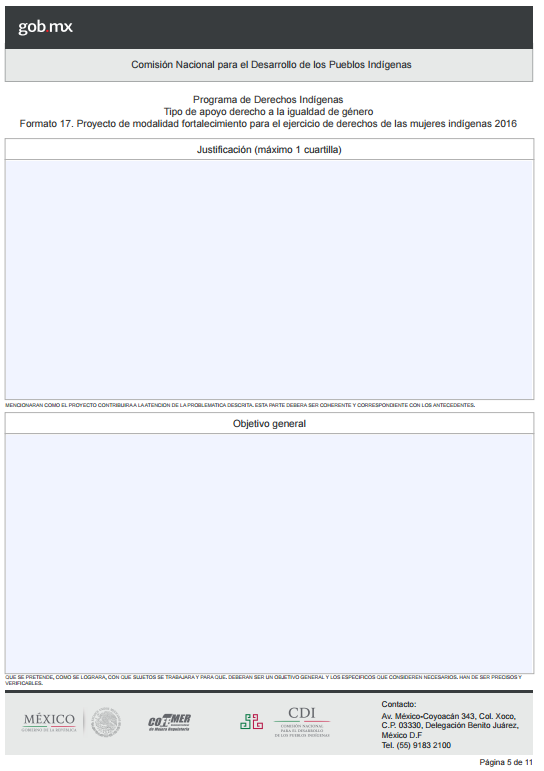 gob.mx
Comisión Nacional para el Desarrollo de los Pueblos Indígenas
Programa de Derechos Indígenas
Tipo de apoyo derecho a la igualdad de género
Formato 17. Proyecto de modalidad fortalecimiento para el ejercicio de derechos de las mujeres indígenas 2016
Justificación (máximo 1 cuartilla)
MENCIONARAN COMO EL PROYECTO CONTRIBUIRA A LA ATENCION DE LA PROBLEMATICA DESCRITA. ESTA PARTE DEBERA SER COHERENTE Y CORRESPONDIENTE CON LOS ANTECEDENTES.
Objetivo general
QUE SE PRETENDE, COMO SE LOGRARA, CON QUE SUJETOS SE TRABAJARA Y PARA QUE. DEBERAN SER UN OBJETIVO GENERAL Y LOS ESPECIFICOS QUE CONSIDEREN NECESARIOS. HAN DE SER PRECISOS Y
VERIFICABLES.
MÉXICO
GOBIERNO DE LA REPÚBLICA
COFEMER
de Mejora Regulatoria
CDI
COMISIÓN NACIONAL
PARA EL DESARROLLO
DE LOS PUEBLOS INDÍGENAS
Contacto:
Av. México-Coyoacán 343, Col. Xoco,
C.P. 03330, Delegación Benito Juárez,
México D.F
Tel. (55) 9183 2100
Página 5 de 11